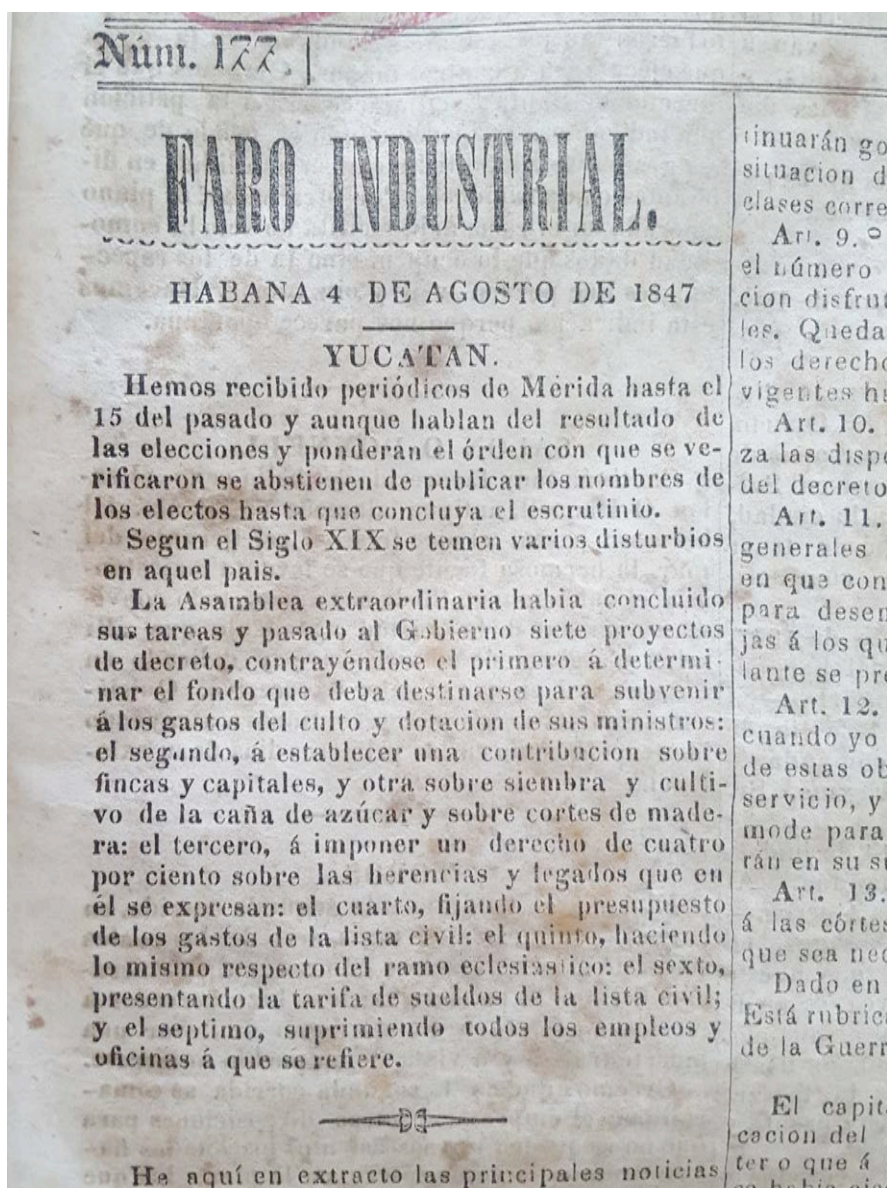 Núm. 177.
FARO INDUSTRIAL.
HABANA 4 DE AGOSTO DE 1847
YUCATAN.
Hemos recibido periódicos de Mérida hasta el
15 del pasado y aunque hablan del resultado de
las elecciones y ponderan el órden con que se ve-
rificaron se abstienen de publicar los nombres de
los electos hasta que concluya el escrutinio.
Segun el Siglo XIX se temen varios disturbios
en aquel pais.
La Asamblea extraordinaria habia concluido
sus tareas y pasado al Gobierno siete proyectos
de decreto, contrayéndose el primero á determi-
nar el fondo que deba destinarse para subvenir
á los gastos del culto y dotacion de sus ministros:
el segundo, á establecer una contribucion sobre
fincas y capitales, y otra sobre siembra y culti-
vo de la caña de azúcar y sobre cortes de made-
ra: el tercero, á imponer un derecho de cuatro
por ciento sobre las herencias y legados que en
él se expresan: el cuarto, fijando el presupuesto
de los gastos de la lista civil: el quinto, haciendo
lo mismo respecto del ramo eclesiastico: el sexto,
presentando la tarifa de sueldos de la lista civil;
y el septimo, suprimiendo todos los empleos y
oficinas á que se refiere.
He aquí en extracto las principales noticias
tinuarán go
situacion d
clases corre
Art. 9.º
el número
cion disfrut
les. Queda
los derecho
vigentes ha
Art. 10.
za las dispo
del decreto
Art. 11.
generales
en que con
para desem
jas á los qu
lante se pre
Art. 12.
cuando yo
de estas ob
servicio, y
mode para
rán en su su
Art. 13.
á las córtes
que sea nec
Dado en
Está rubric
de la Guerr
El capit
cacion del
ter o que á